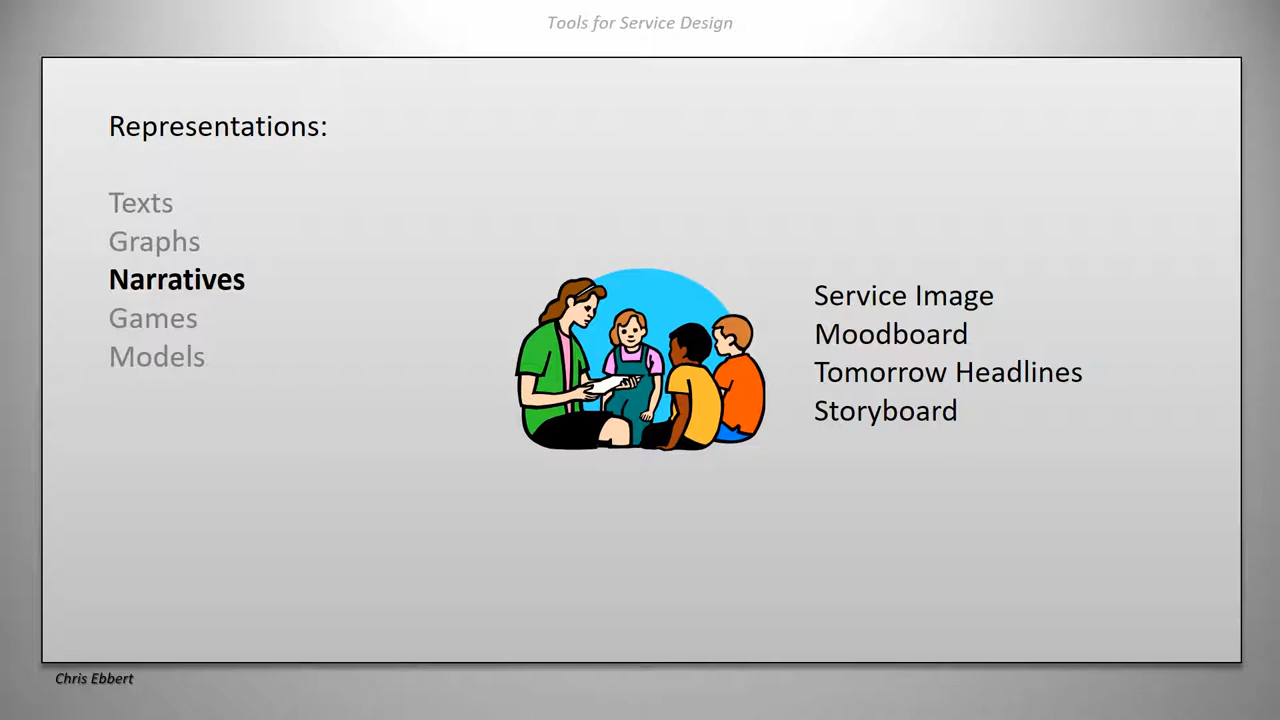 Tools for Service Design
Representations:
Texts
Graphs
Narratives
Games
Models
Service Image
Moodboard
Tomorrow Headlines
Storyboard
Chris Ebbert